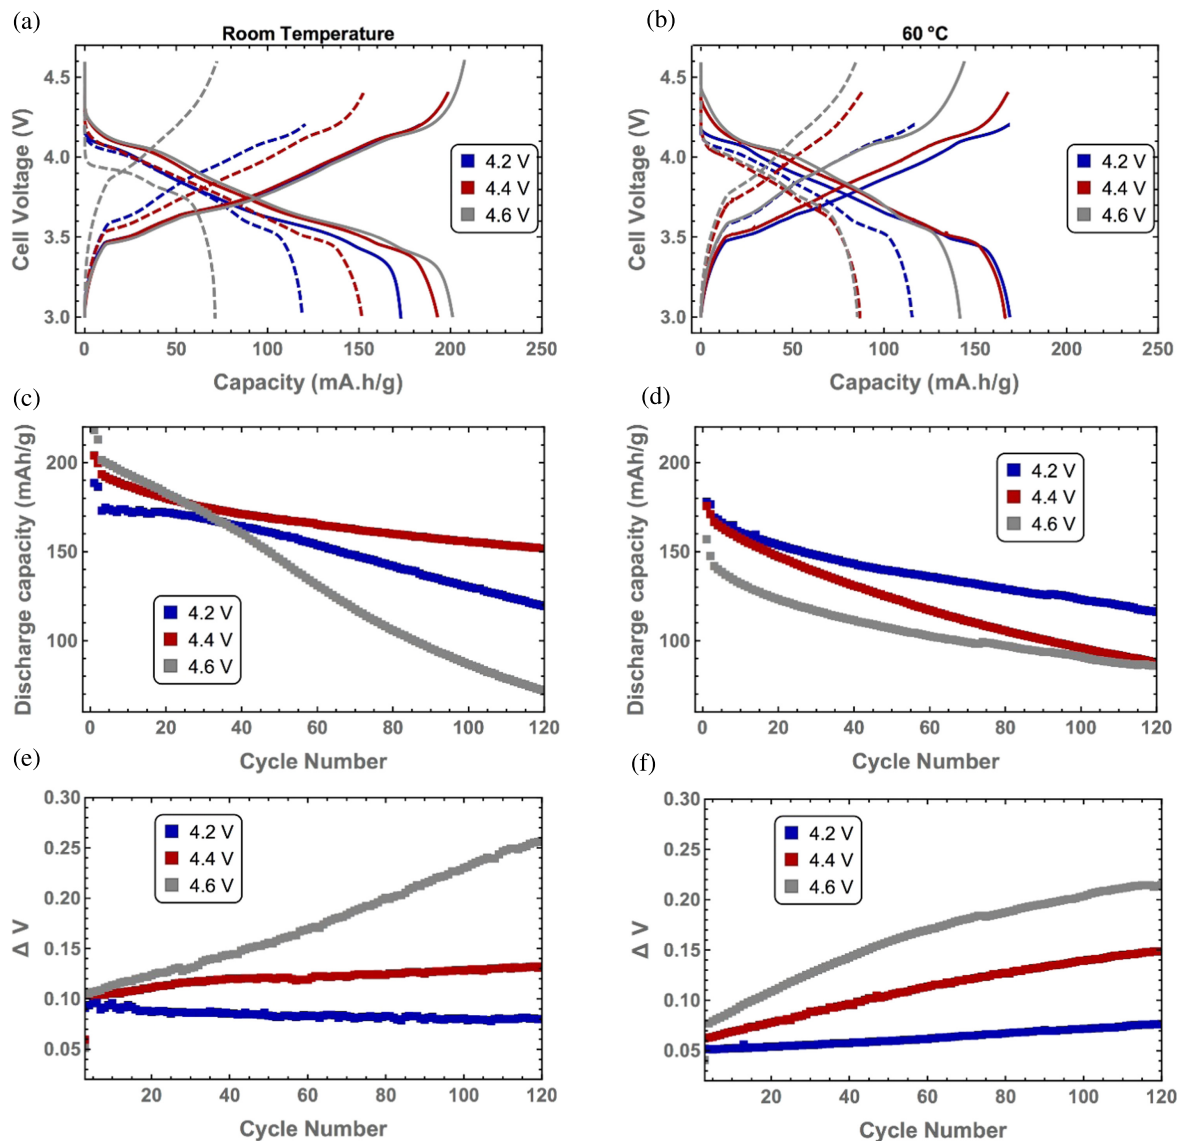 (a)
Room Temperature
Cell Voltage (V)
4.5
4.0
3.5
3.0
4.2 V
4.4 V
4.6 V
0 50 100 150 200 250
Capacity (mA.h/g)
(b)
60 °C
Cell Voltage (V)
4.5
4.0
3.5
3.0
4.2 V
4.4 V
4.6 V
0 50 100 150 200 250
Capacity (mA.h/g)
(c)
Discharge capacity (mAh/g)
200
150
100
4.2 V
4.4 V
4.6 V
0 20 40 60 80 100 120
Cycle Number
(d)
Discharge capacity (mAh/g)
200
150
100
4.2 V
4.4 V
4.6 V
0 20 40 60 80 100 120
Cycle Number
(e)
Δ V
0.30
0.25
0.20
0.15
0.10
0.05
4.2 V
4.4 V
4.6 V
20 40 60 80 100 120
Cycle Number
(f)
Δ V
0.30
0.25
0.20
0.15
0.10
0.05
4.2 V
4.4 V
4.6 V
20 40 60 80 100 120
Cycle Number